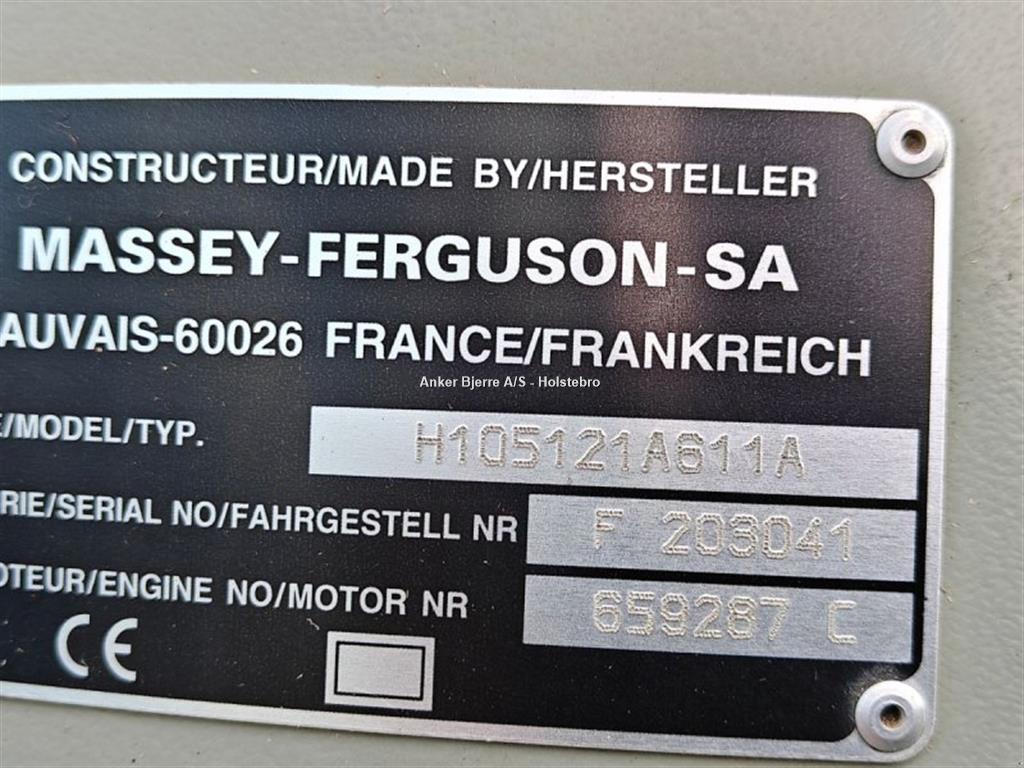 CONSTRUCTEUR/MADE BY/HERSTELLER
MASSEY-FERGUSON-SA
AUVAIS-60026 FRANCE/FRANKREICH
Anker Bjerre A/S - Holstebro
E/MODEL/TYP. H105121A611A
RIE/SERIAL NO/FAHRGESTELL NR F 203041
OTEUR/ENGINE NO/MOTOR NR 659287 C
CE